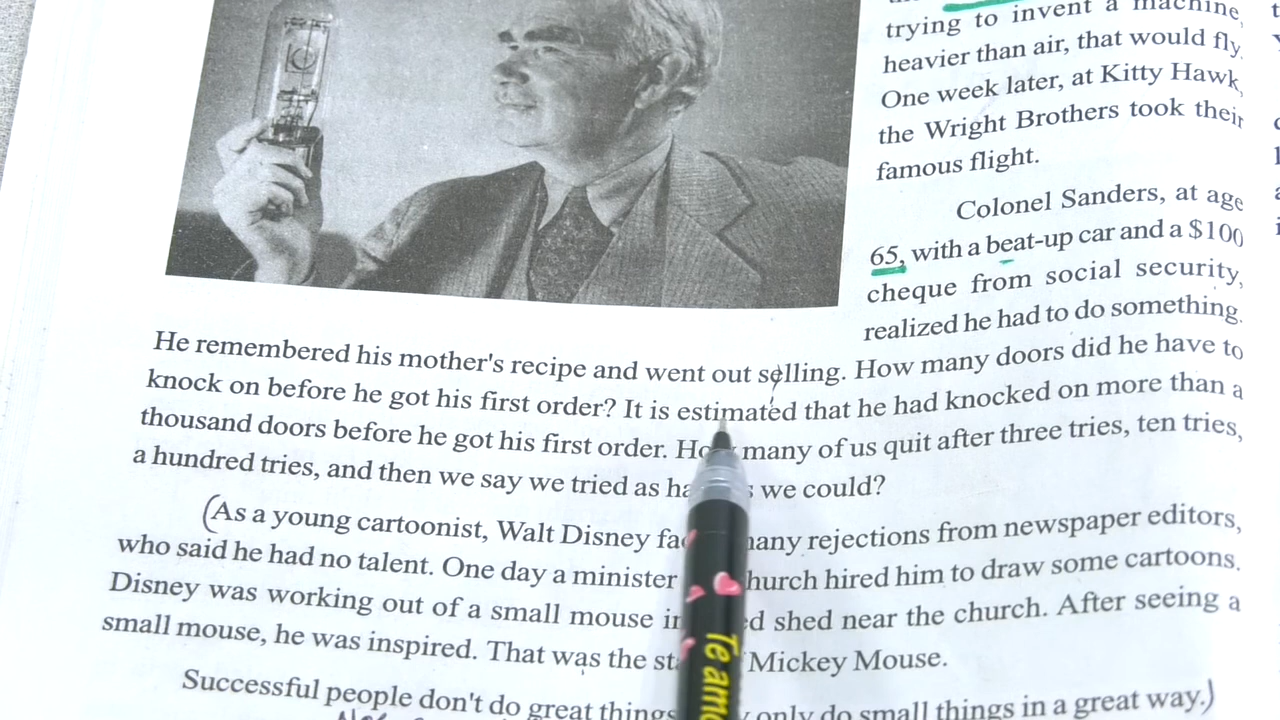 trying to invent a machine,
heavier than air, that would fly.
One week later, at Kitty Hawk,
the Wright Brothers took their
famous flight.
Colonel Sanders, at age
65, with a beat-up car and a $100
cheque from social security,
realized he had to do something.
He remembered his mother's recipe and went out selling. How many doors did he have to
knock on before he got his first order? It is estimated that he had knocked on more than a
thousand doors before he got his first order. How many of us quit after three tries, ten tries,
a hundred tries, and then we say we tried as we could?
(As a young cartoonist, Walt Disney many rejections from newspaper editors,
who said he had no talent. One day a minister church hired him to draw some cartoons.
Disney was working out of a small mouse shed near the church. After seeing a
small mouse, he was inspired. That was the Mickey Mouse.
Successful people don't do great things only do small things in a great way.)
Te amo